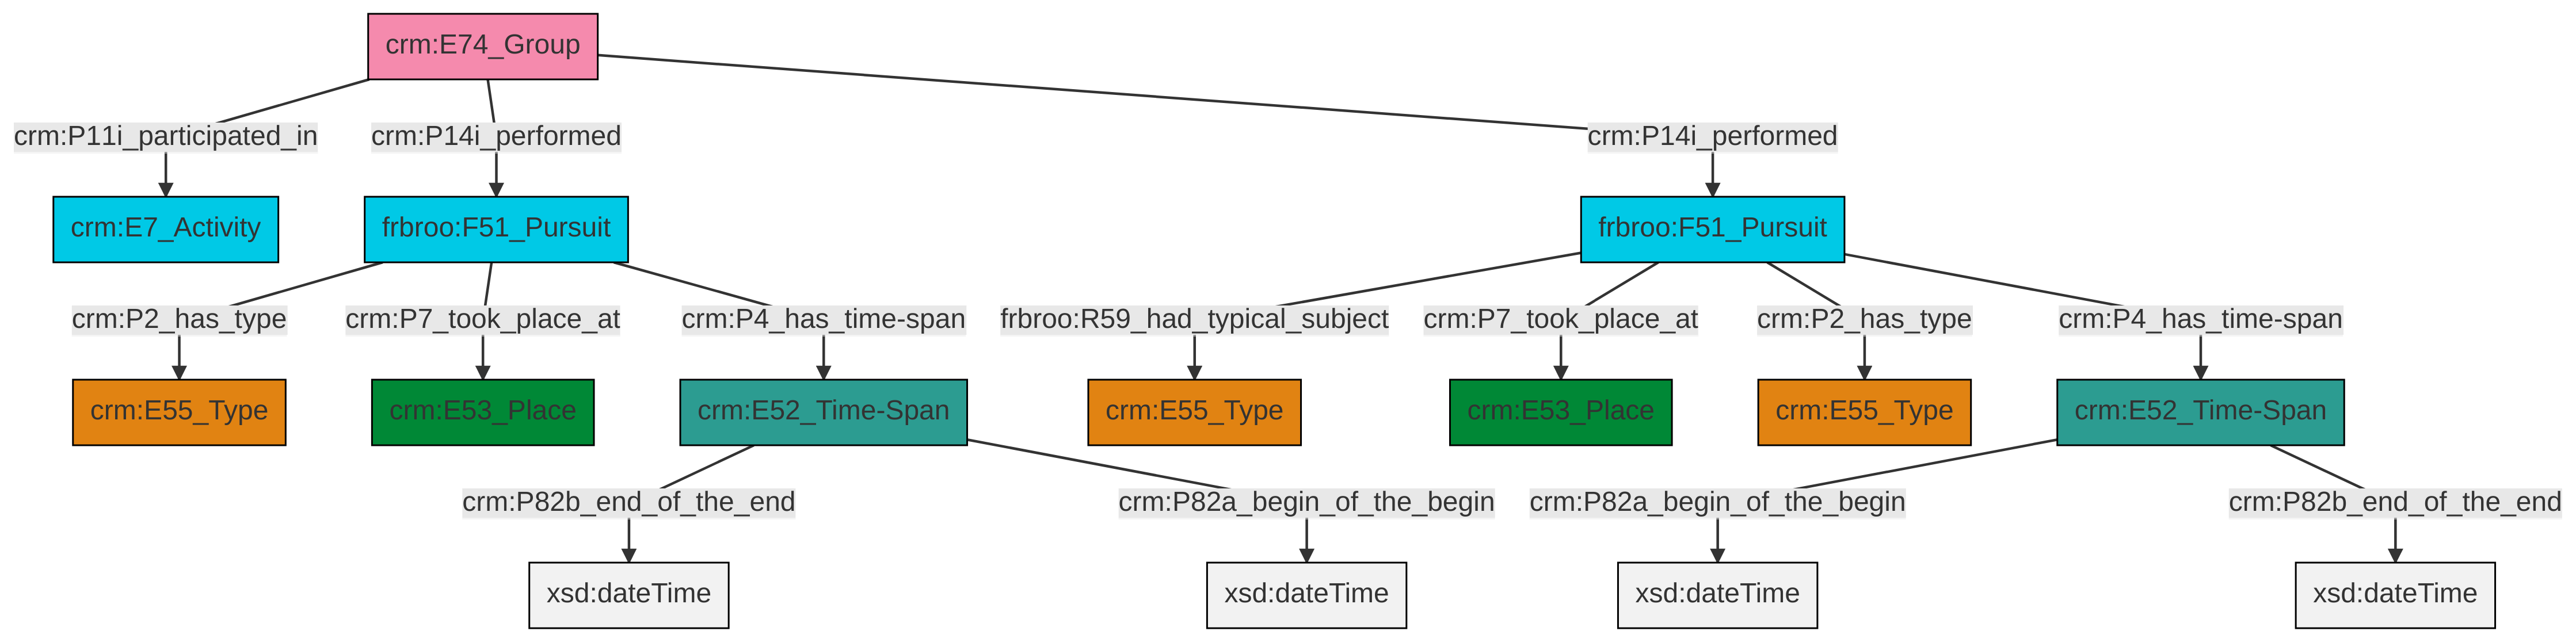 crm:E74_Group
crm:P11i_participated_in
crm:P14i_performed
crm:P14i_performed
crm:E7_Activity
frbroo:F51_Pursuit
frbroo:F51_Pursuit
crm:P2_has_type
crm:P7_took_place_at
crm:P4_has_time-span
frbroo:R59_had_typical_subject
crm:P7_took_place_at
crm:P2_has_type
crm:P4_has_time-span
crm:E55_Type
crm:E53_Place
crm:E52_Time-Span
crm:E55_Type
crm:E53_Place
crm:E55_Type
crm:E52_Time-Span
crm:P82b_end_of_the_end
crm:P82a_begin_of_the_begin
crm:P82a_begin_of_the_begin
crm:P82b_end_of_the_end
xsd:dateTime
xsd:dateTime
xsd:dateTime
xsd:dateTime